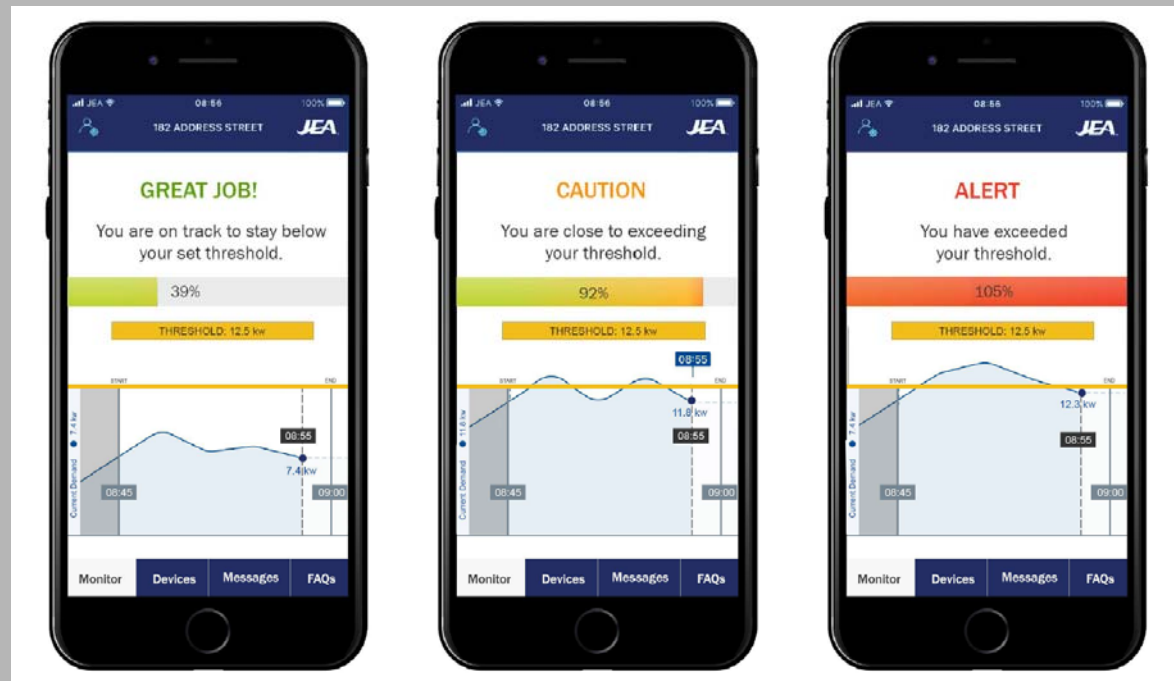 JEA
08:56
100%
182 ADDRESS STREET
JEA
GREAT JOB!
You are on track to stay below
your set threshold.
39%
THRESHOLD: 12.5 kw
START
END
Current Demand 7.4 kw
08:55
7.4 kw
08:45
09:00
Monitor
Devices
Messages
FAQs
JEA
08:56
100%
182 ADDRESS STREET
JEA
CAUTION
You are close to exceeding
your threshold.
92%
THRESHOLD: 12.5 kw
08:55
START
END
Current Demand 11.6 kw
kw
08:55
08:45
09:00
Monitor
Devices
Messages
FAQs
JEA
08:56
100%
182 ADDRESS STREET
JEA
ALERT
You have exceeded
your threshold.
105%
THRESHOLD: 12.5 kw
START
END
Current Demand 7.4 kw
12.3 kw
08:55
08:45
09:00
Monitor
Devices
Messages
FAQs